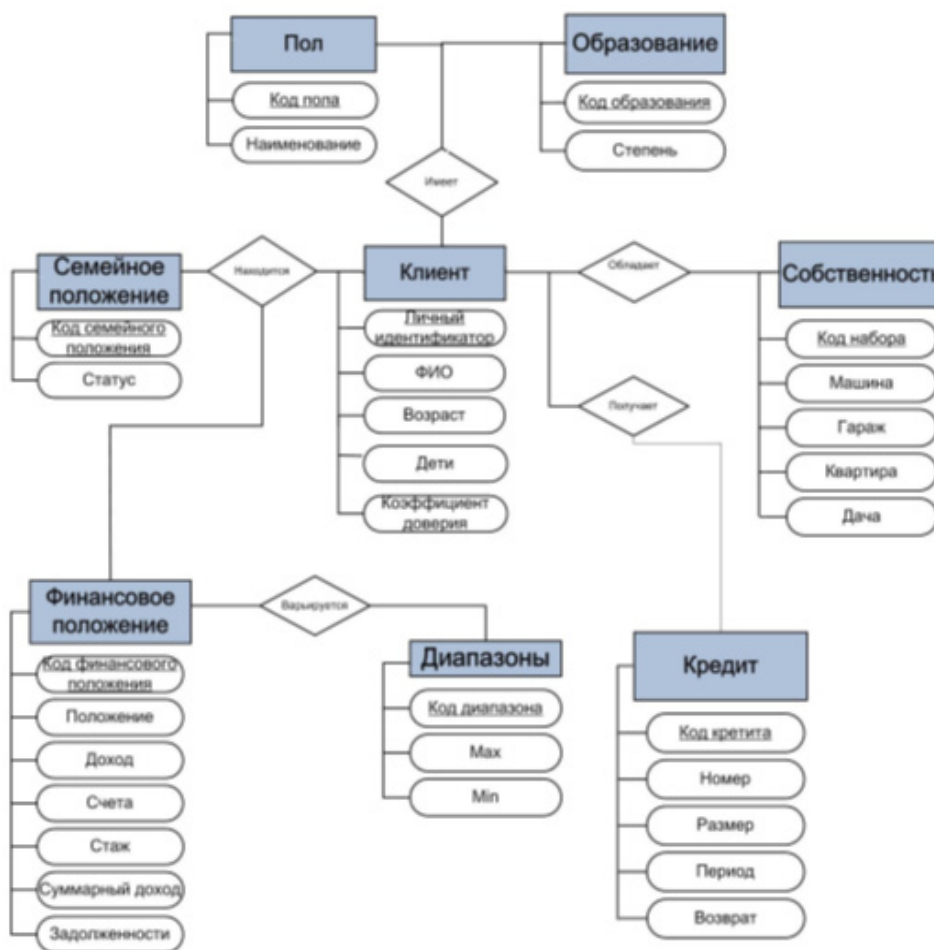 Пол
Код пола
Наименование
Образование
Код образования
Степень
Имеет
Семейное
положение
Код семейного
положения
Статус
Находится
Клиент
Личный
идентификатор
ФИО
Возраст
Дети
Коэффициент
доверия
Обладает
Получает
Собственность
Код набора
Машина
Гараж
Квартира
Дача
Финансовое
положение
Код финансового
положения
Положение
Доход
Счета
Стаж
Суммарный доход
Задолженности
Варьируется
Диапазоны
Код диапазона
Max
Min
Кредит
Код кретита
Номер
Размер
Период
Возврат